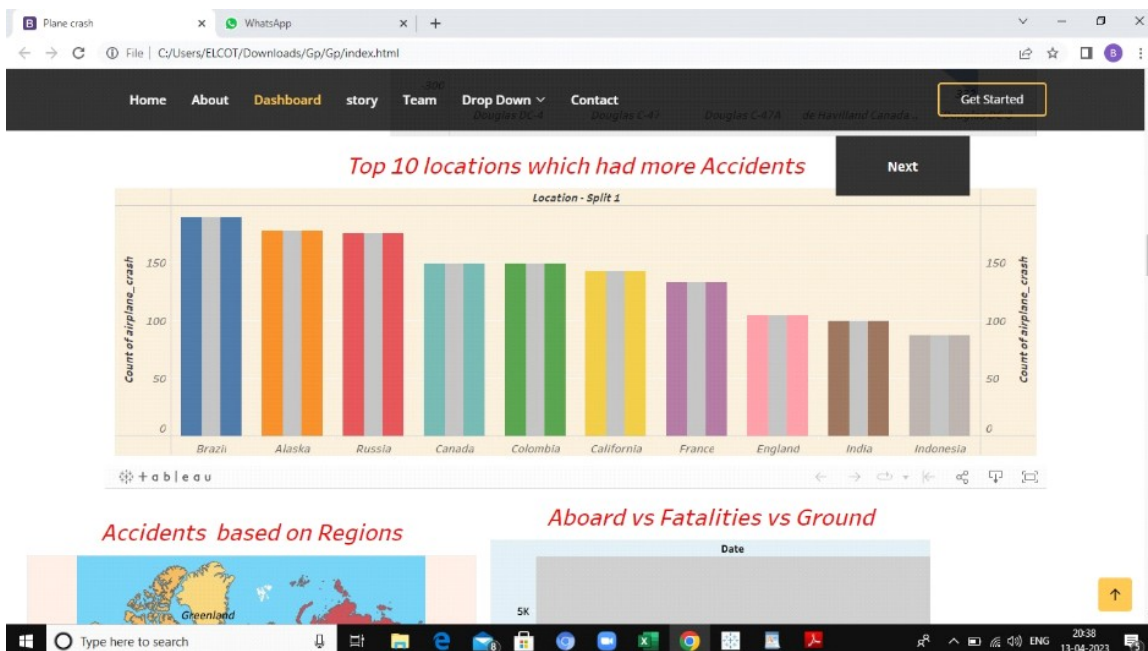 Plane crash
WhatsApp
File | C:/Users/ELCOT/Downloads/Gp/Gp/index.html
B
Home About Dashboard story Team Drop Down Contact Get Started
-300
Douglas DC-4 Douglas C-47 Douglas C-47A de Havilland Canada...
Top 10 locations which had more Accidents
Next
Location - Split 1
Count of airplane_crash
150
100
50
0
150
100
50
0
Count of airplane_crash
Brazil Alaska Russia Canada Colombia California France England India Indonesia
+ableau
Accidents based on Regions
Aboard vs Fatalities vs Ground
Date
Greenland
5K
Type here to search
ENG
20:38
13-04-2023